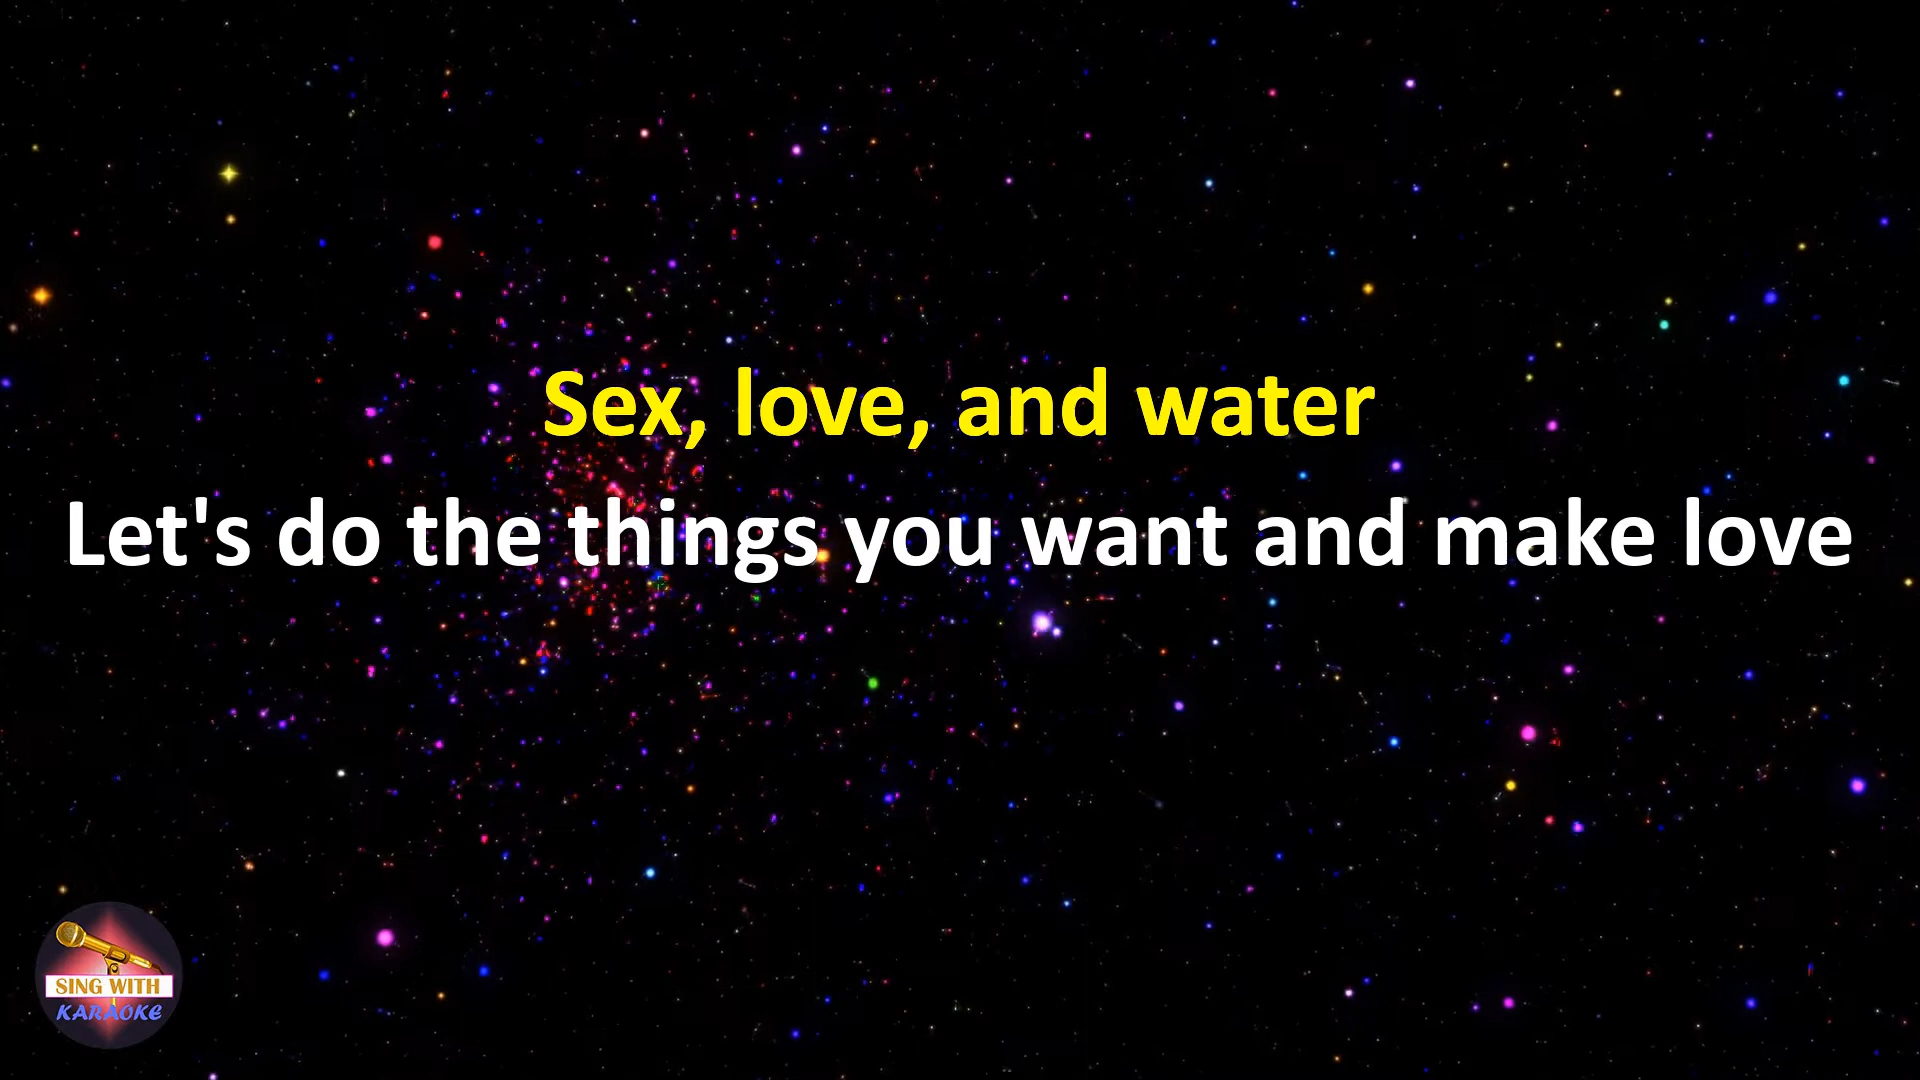 Sex, love, and water
Let's do the things you want and make love
SING WITH
KARAOKE